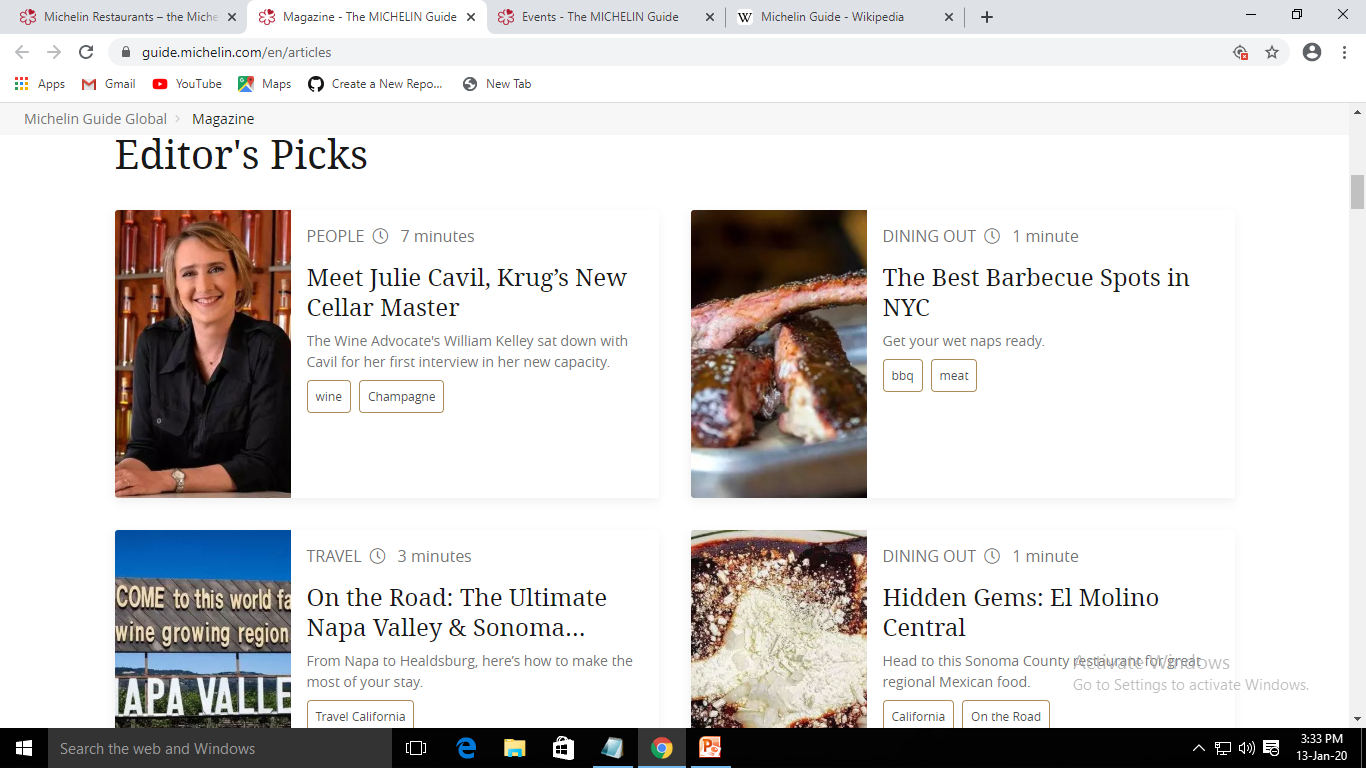 Michelin Restaurants – the Miche
Magazine - The MICHELIN Guide
Events - The MICHELIN Guide
W Michelin Guide - Wikipedia
guide.michelin.com/en/articles
Apps
Gmail
YouTube
Maps
Create a New Repo...
New Tab
Michelin Guide Global
Magazine
Editor's Picks
PEOPLE 7 minutes
Meet Julie Cavil, Krug’s New
Cellar Master
The Wine Advocate's William Kelley sat down with
Cavil for her first interview in her new capacity.
wine Champagne
DINING OUT 1 minute
The Best Barbecue Spots in
NYC
Get your wet naps ready.
bbq meat
COME to this world fa
wine growing region
APA VALLE
TRAVEL 3 minutes
On the Road: The Ultimate
Napa Valley & Sonoma...
From Napa to Healdsburg, here’s how to make the
most of your stay.
Travel California
DINING OUT 1 minute
Hidden Gems: El Molino
Central
Head to this Sonoma County restaurant for great
regional Mexican food.
California On the Road
Activate Windows
Go to Settings to activate Windows.
Search the web and Windows
3:33 PM
13-Jan-20